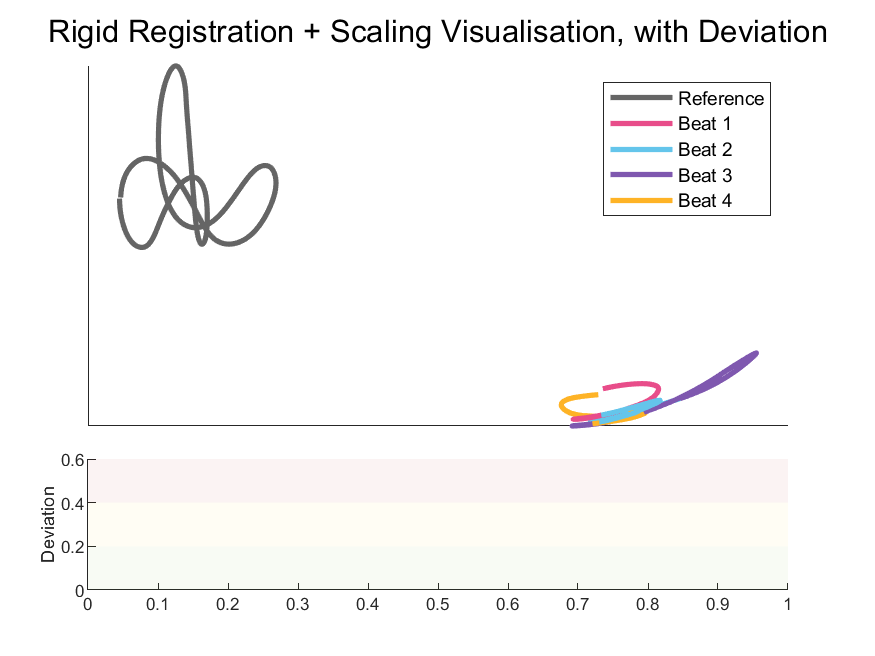 Rigid Registration + Scaling Visualisation, with Deviation
Reference
Beat 1
Beat 2
Beat 3
Beat 4
0.6
0.4
0.2
0
Deviation
0 0.1 0.2 0.3 0.4 0.5 0.6 0.7 0.8 0.9 1